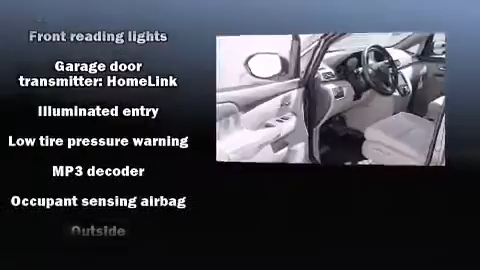 Front reading lights
Garage door
transmitter: HomeLink
Illuminated entry
Low tire pressure warning
MP3 decoder
Occupant sensing airbag
Outside